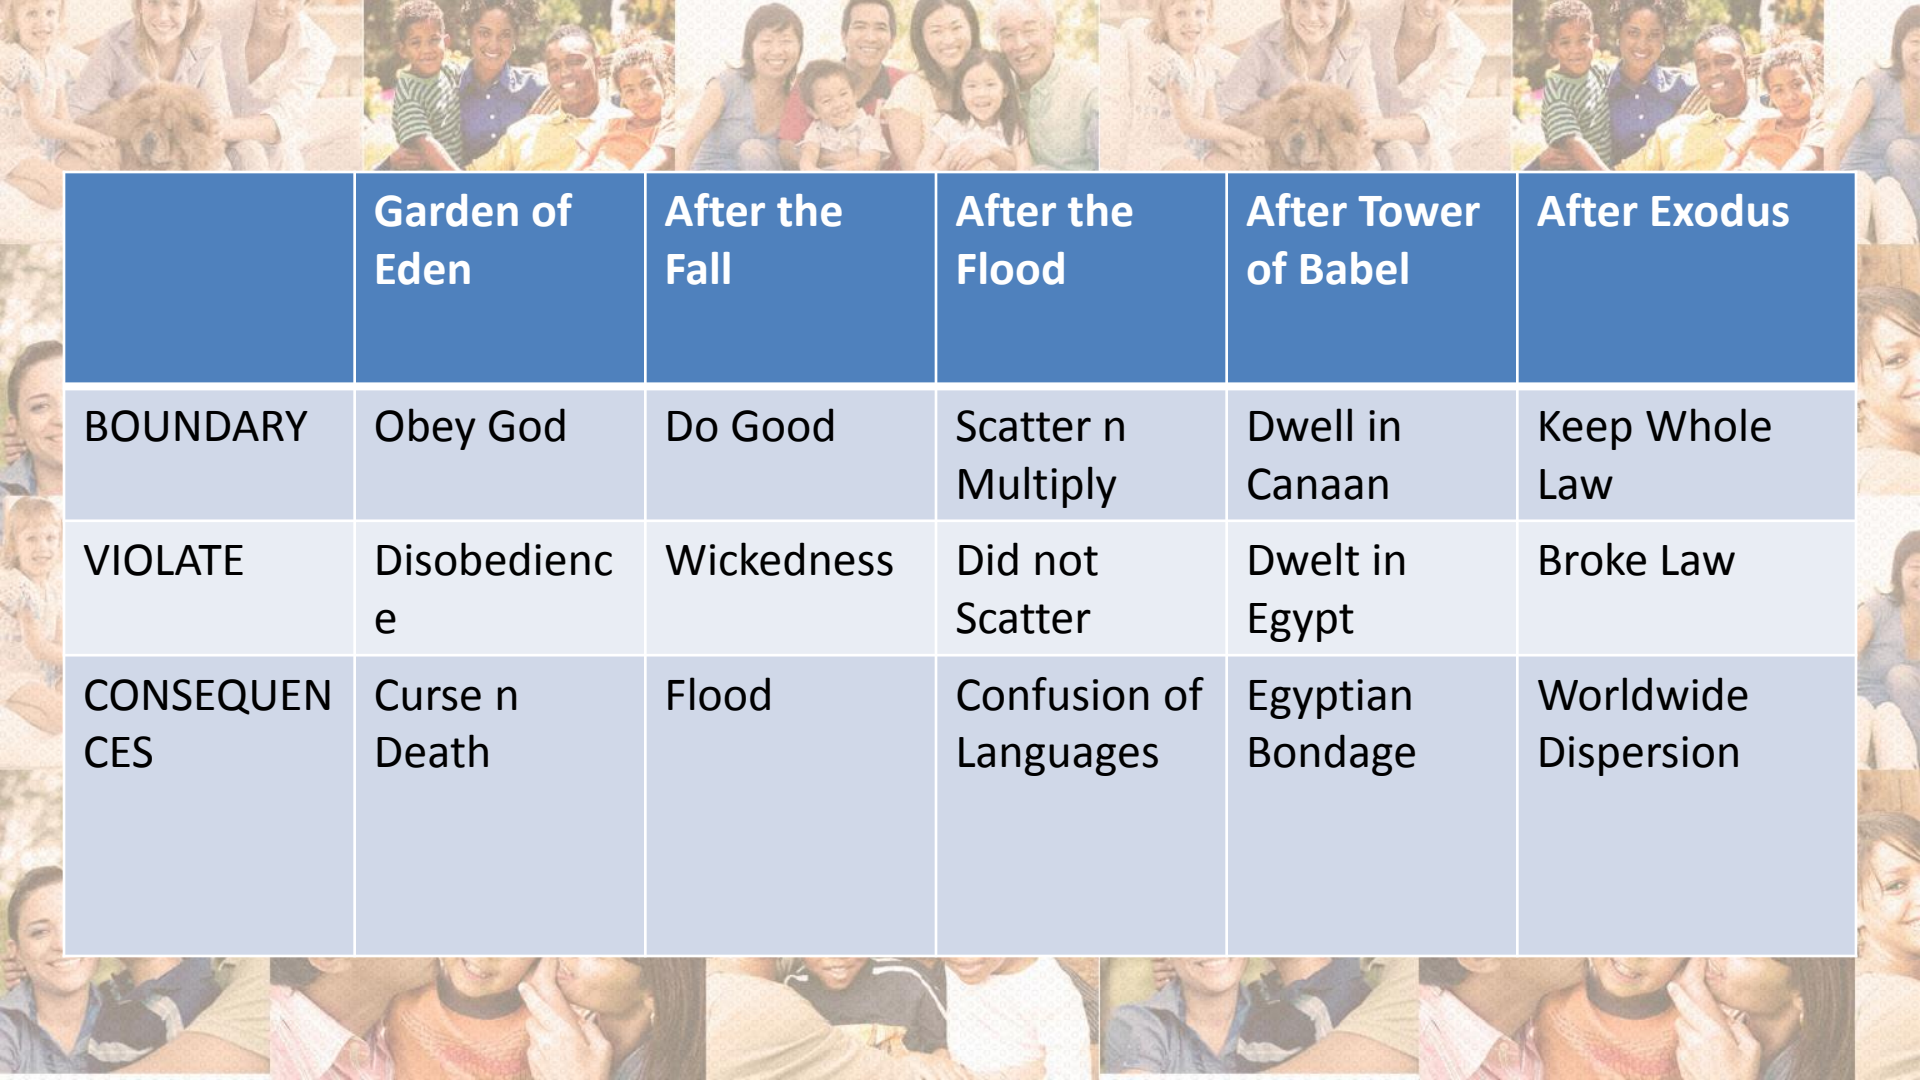 Garden of
Eden
After the
Fall
After the
Flood
After Tower
of Babel
After Exodus
BOUNDARY
Obey God
Do Good
Scatter n
Multiply
Dwell in
Canaan
Keep Whole
Law
VIOLATE
Disobedienc
e
Wickedness
Did not
Scatter
Dwelt in
Egypt
Broke Law
CONSEQUEN
CES
Curse n
Death
Flood
Confusion of
Languages
Egyptian
Bondage
Worldwide
Dispersion